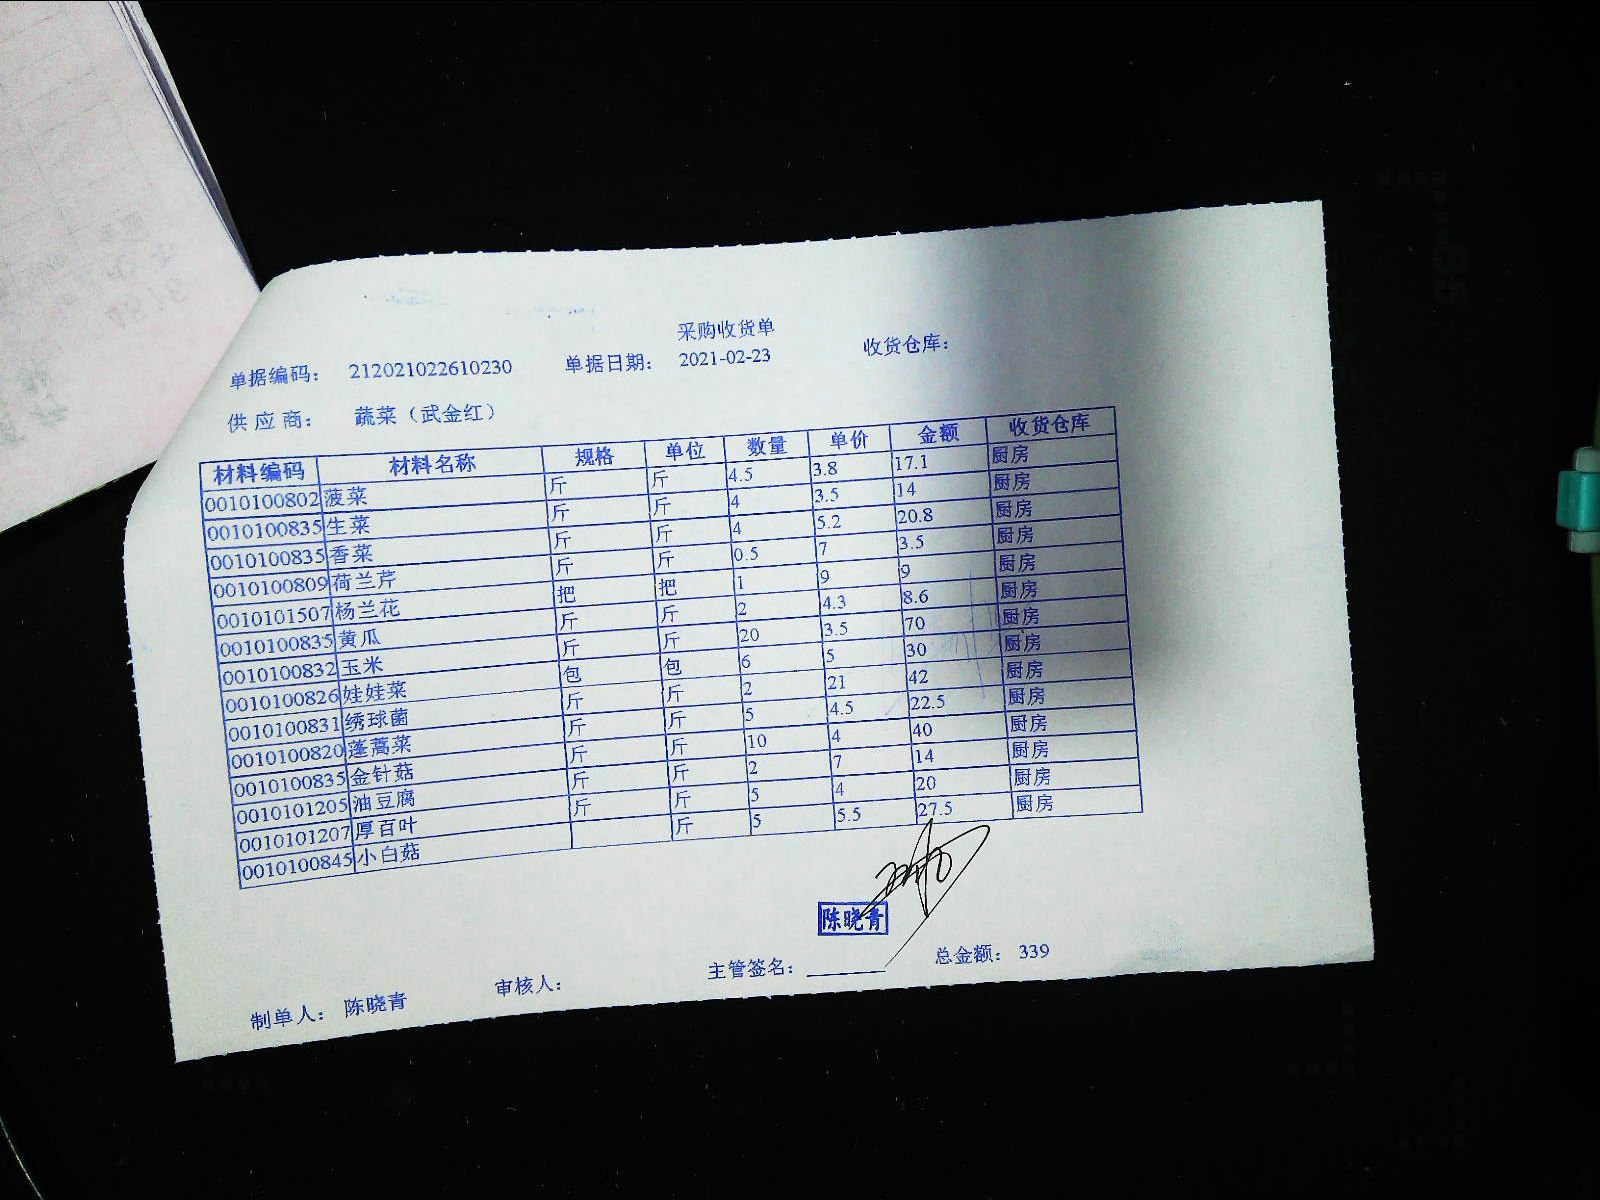 采购收货单
单据编码： 212021022610230 单据日期： 2021-02-23 收货仓库：
供应商： 蔬菜（武金红）
材料编码 材料名称 规格 单位 数量 单价 金额 收货仓库
0010100802 菠菜 斤 斤 4.5 3.8 17.1 厨房
0010100835 生菜 斤 斤 4 3.5 14 厨房
0010100835 香菜 斤 斤 4 5.2 20.8 厨房
0010100809 荷兰芹 斤 斤 0.5 7 3.5 厨房
0010101507 杨兰花 把 把 1 9 9 厨房
0010100835 黄瓜 斤 斤 2 4.3 8.6 厨房
0010100832 玉米 斤 斤 20 3.5 70 厨房
0010100826 娃娃菜 包 包 6 5 30 厨房
0010100831 绣球菌 斤 斤 2 21 42 厨房
0010100820 蓬蒿菜 斤 斤 5 4.5 22.5 厨房
0010100835 金针菇 斤 斤 10 4 40 厨房
0010101205 油豆腐 斤 斤 2 7 14 厨房
0010101207 厚百叶 斤 斤 5 4 20 厨房
0010100845 小白菇 斤 5 5.5 27.5 厨房
陈晓青
制单人： 陈晓青 审核人： 主管签名： 总金额： 339